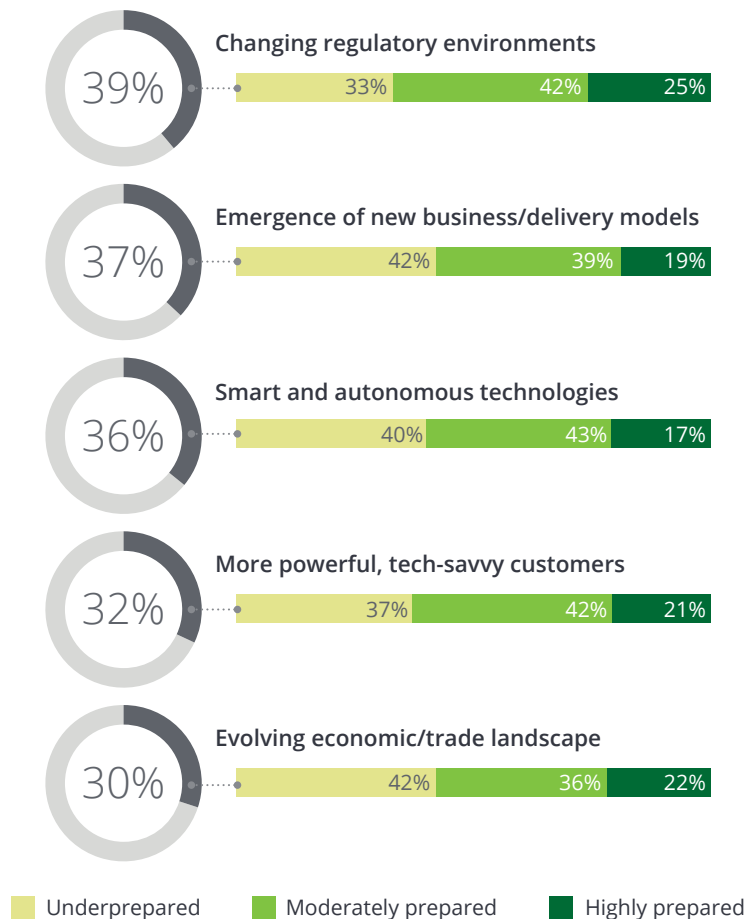 Changing regulatory environments
39%
33% 42% 25%
Emergence of new business/delivery models
37%
42% 39% 19%
Smart and autonomous technologies
36%
40% 43% 17%
More powerful, tech-savvy customers
32%
37% 42% 21%
Evolving economic/trade landscape
30%
42% 36% 22%
Underprepared Moderately prepared Highly prepared